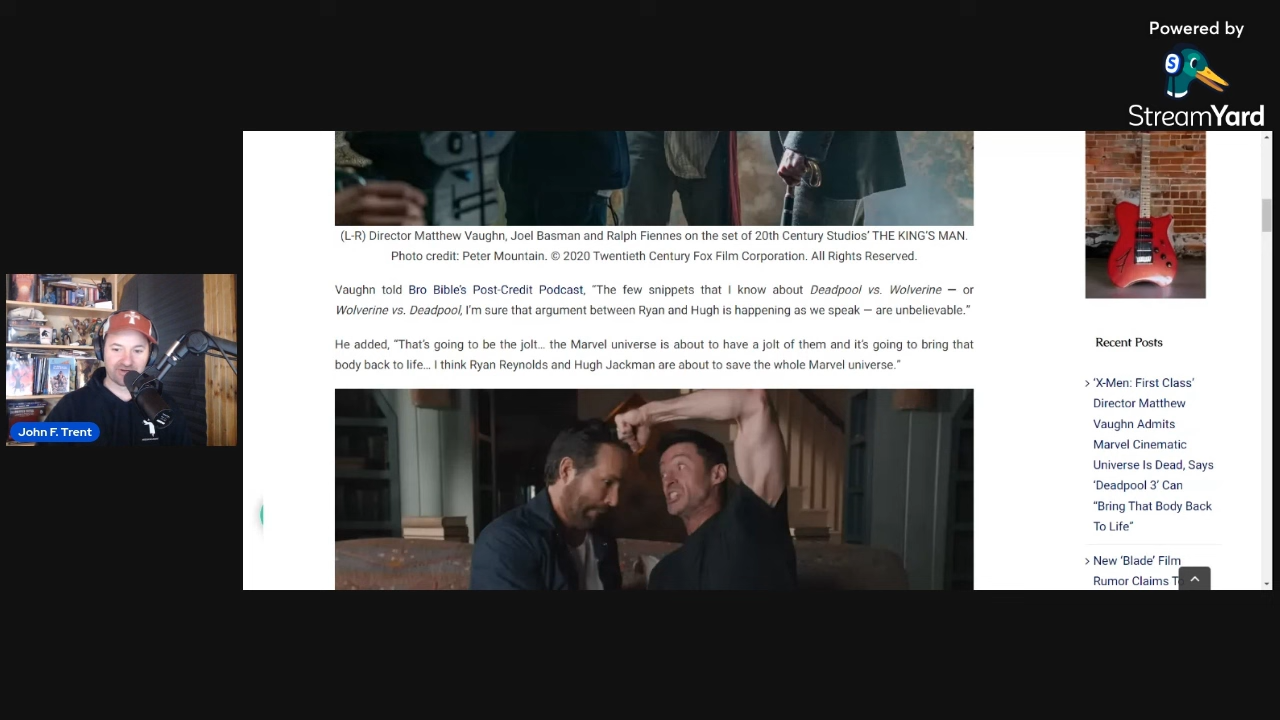 Powered by
S
StreamYard
(L-R) Director Matthew Vaughn, Joel Basman and Ralph Fiennes on the set of 20th Century Studios’ THE KING’S MAN.
Photo credit: Peter Mountain. © 2020 Twentieth Century Fox Film Corporation. All Rights Reserved.
Vaughn told Bro Bible’s Post-Credit Podcast, “The few snippets that I know about Deadpool vs. Wolverine — or
Wolverine vs. Deadpool, I’m sure that argument between Ryan and Hugh is happening as we speak — are unbelievable.”
He added, “That’s going to be the jolt… the Marvel universe is about to have a jolt of them and it’s going to bring that
body back to life… I think Ryan Reynolds and Hugh Jackman are about to save the whole Marvel universe.”
Recent Posts
‘X-Men: First Class’
Director Matthew
Vaughn Admits
Marvel Cinematic
Universe Is Dead, Says
‘Deadpool 3’ Can
“Bring That Body Back
To Life”
New ‘Blade’ Film
Rumor Claims To
John F. Trent